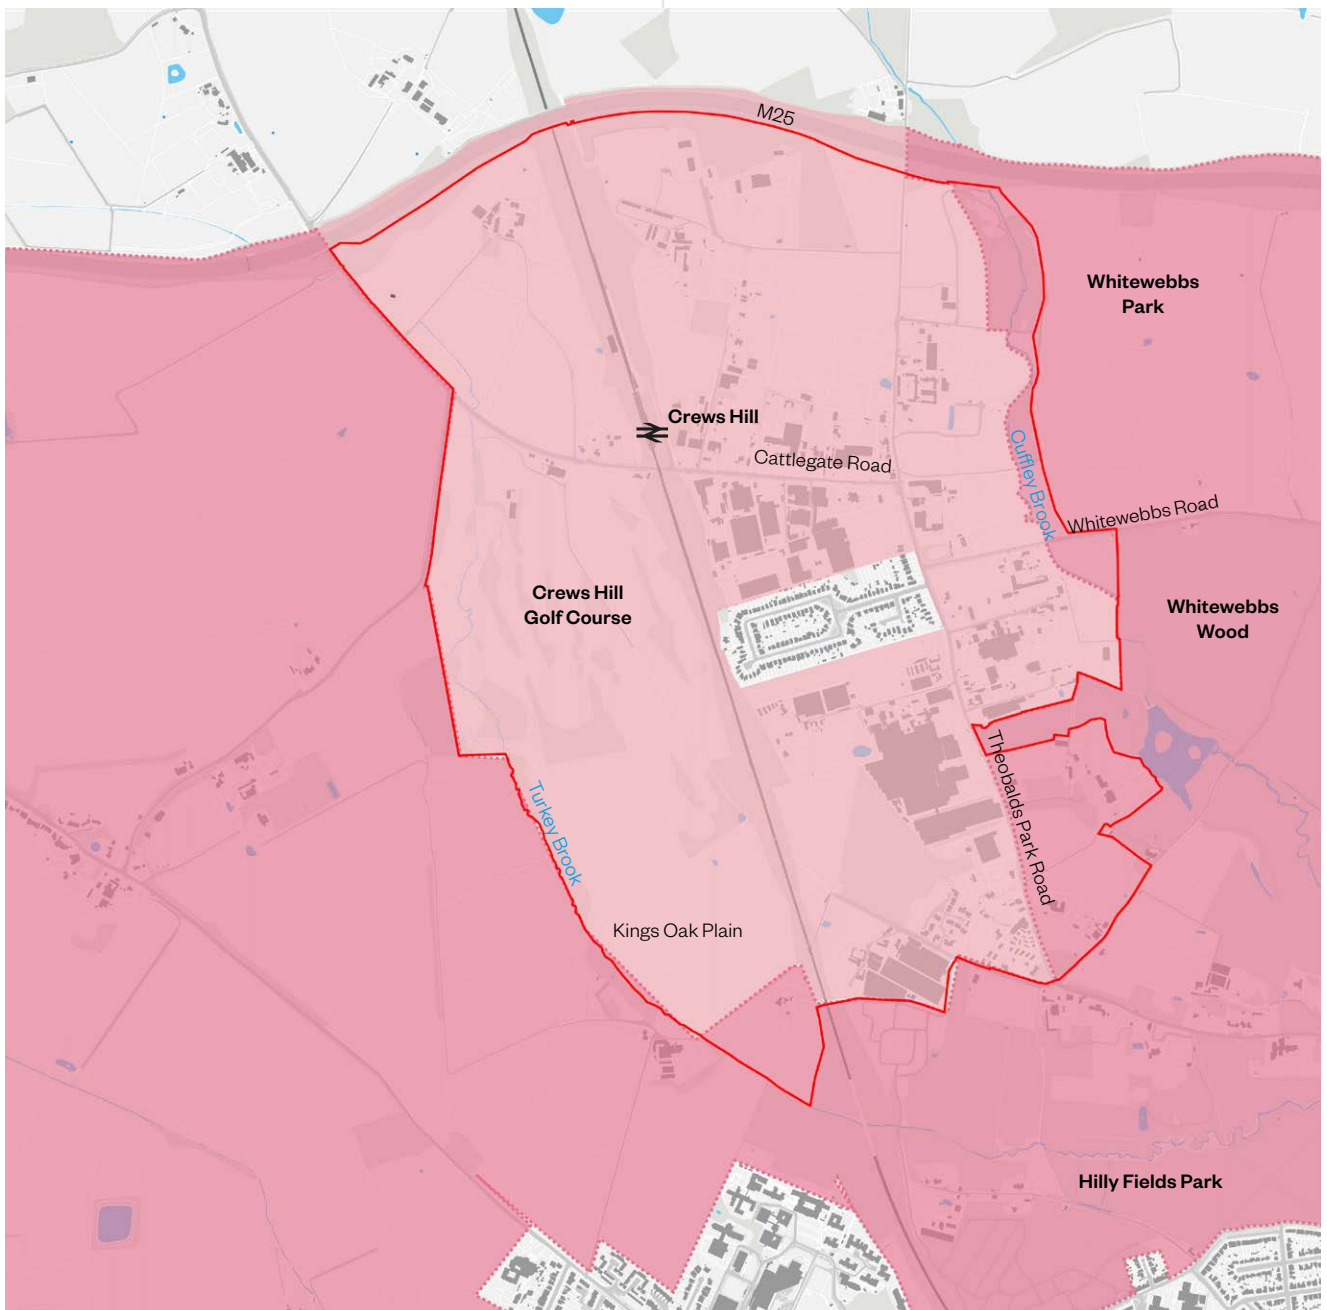 M25
Whitewebbs
Park
Crews Hill
Cattlegate Road
Cuffley Brook
Whitewebbs Road
Crews Hill
Golf Course
Whitewebbs
Wood
Theobalds Park Road
Turkey Brook
Kings Oak Plain
Hilly Fields Park